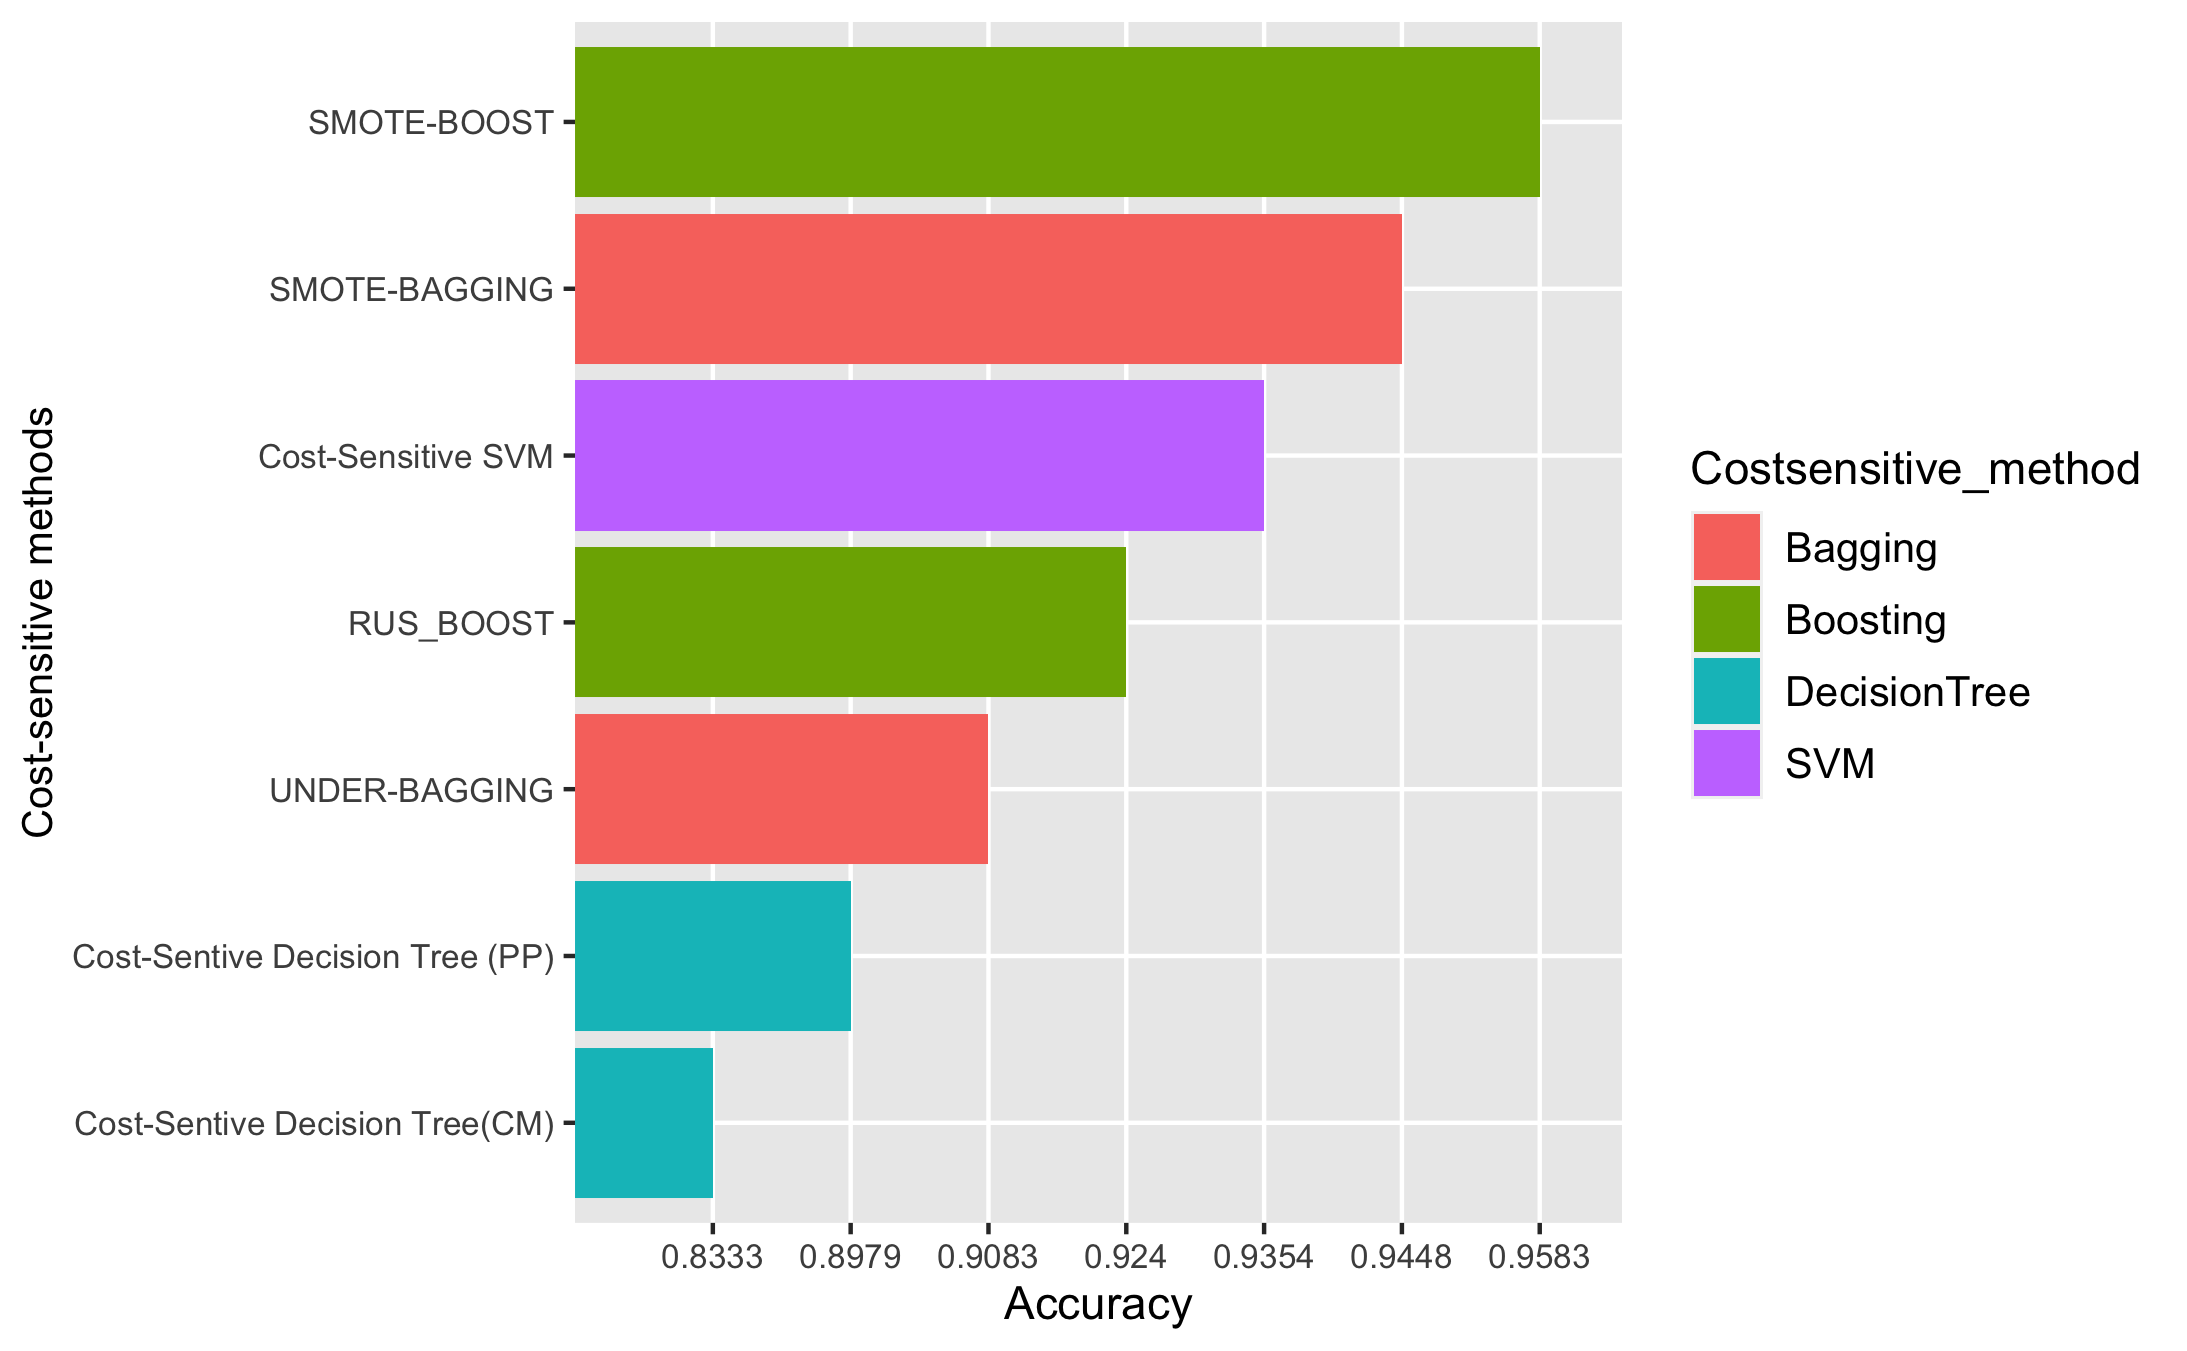 Cost-sensitive methods
SMOTE-BOOST
SMOTE-BAGGING
Cost-Sensitive SVM
RUS_BOOST
UNDER-BAGGING
Cost-Sentive Decision Tree (PP)
Cost-Sentive Decision Tree(CM)
0.8333 0.8979 0.9083 0.924 0.9354 0.9448 0.9583
Accuracy
Costsensitive_method
Bagging
Boosting
DecisionTree
SVM